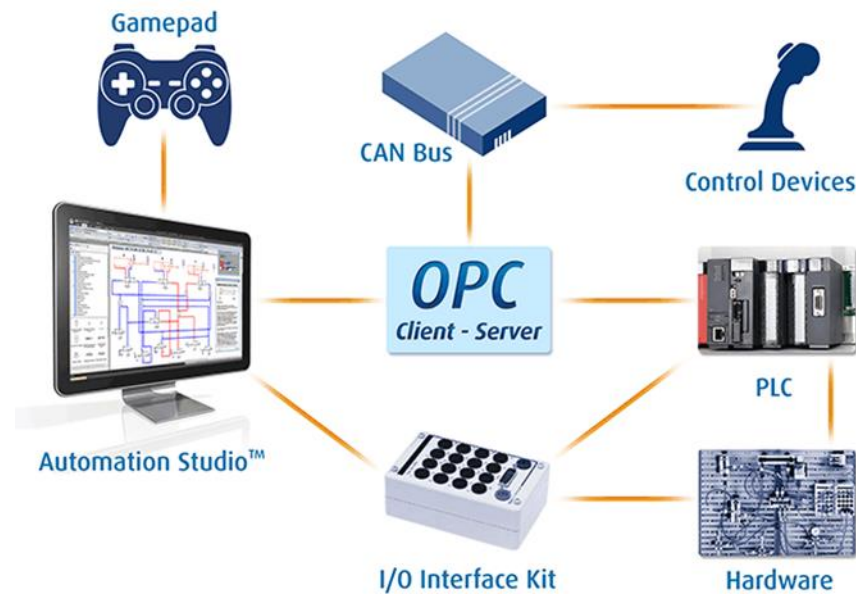 Gamepad
CAN Bus
Control Devices
OPC
Client - Server
PLC
Automation Studio™
I/O Interface Kit
Hardware